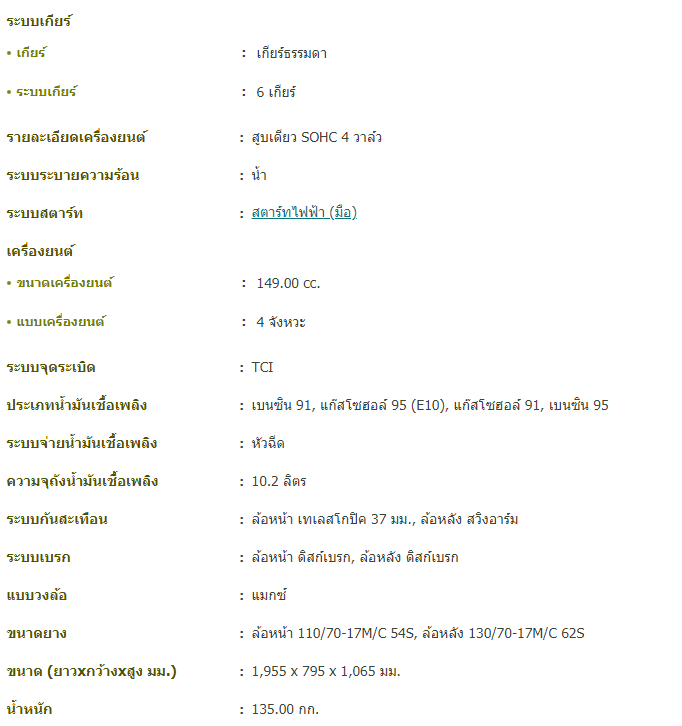 ระบบเกียร์
• เกียร์ : เกียร์ธรรมดา
• ระบบเกียร์ : 6 เกียร์
รายละเอียดเครื่องยนต์ : สูบเดียว SOHC 4 วาล์ว
ระบบระบายความร้อน : น้ำ
ระบบสตาร์ท : สตาร์ทไฟฟ้า (มือ)
เครื่องยนต์
• ขนาดเครื่องยนต์ : 149.00 cc.
• แบบเครื่องยนต์ : 4 จังหวะ
ระบบจุดระเบิด : TCI
ประเภทน้ำมันเชื้อเพลิง : เบนซิน 91, แก๊สโซฮอล์ 95 (E10), แก๊สโซฮอล์ 91, เบนซิน 95
ระบบจ่ายน้ำมันเชื้อเพลิง : หัวฉีด
ความจุถังน้ำมันเชื้อเพลิง : 10.2 ลิตร
ระบบกันสะเทือน : ล้อหน้า เทเลสโกปิค 37 มม., ล้อหลัง สวิงอาร์ม
ระบบเบรก : ล้อหน้า ดิสก์เบรก, ล้อหลัง ดิสก์เบรก
แบบวงล้อ : แมกซ์
ขนาดยาง : ล้อหน้า 110/70-17M/C 54S, ล้อหลัง 130/70-17M/C 62S
ขนาด (ยาวxกว้างxสูง มม.) : 1,955 x 795 x 1,065 มม.
น้ำหนัก : 135.00 กก.